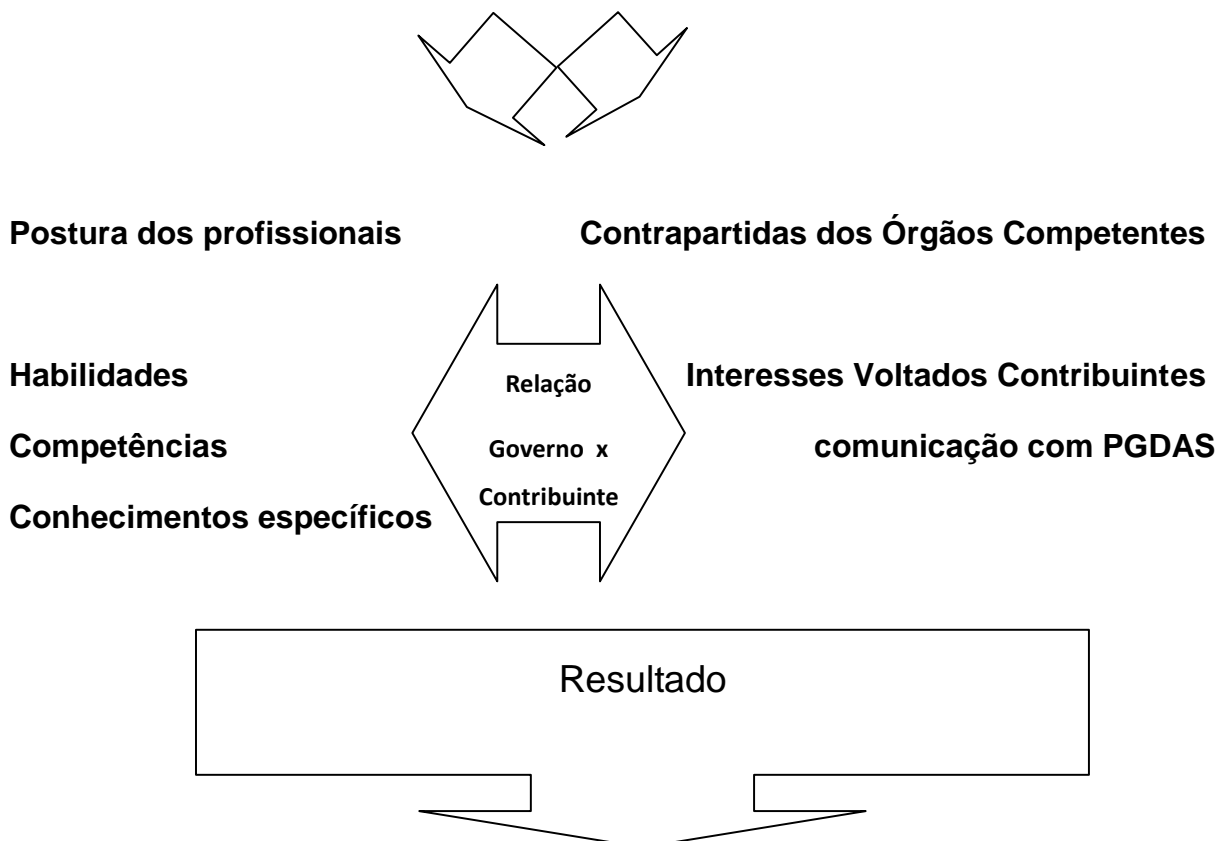 Postura dos profissionais Contrapartidas dos Órgãos Competentes
Habilidades Relação Interesses Voltados Contribuintes
Competências Governo x comunicação com PGDAS
Contribuinte
Conhecimentos específicos
Resultado